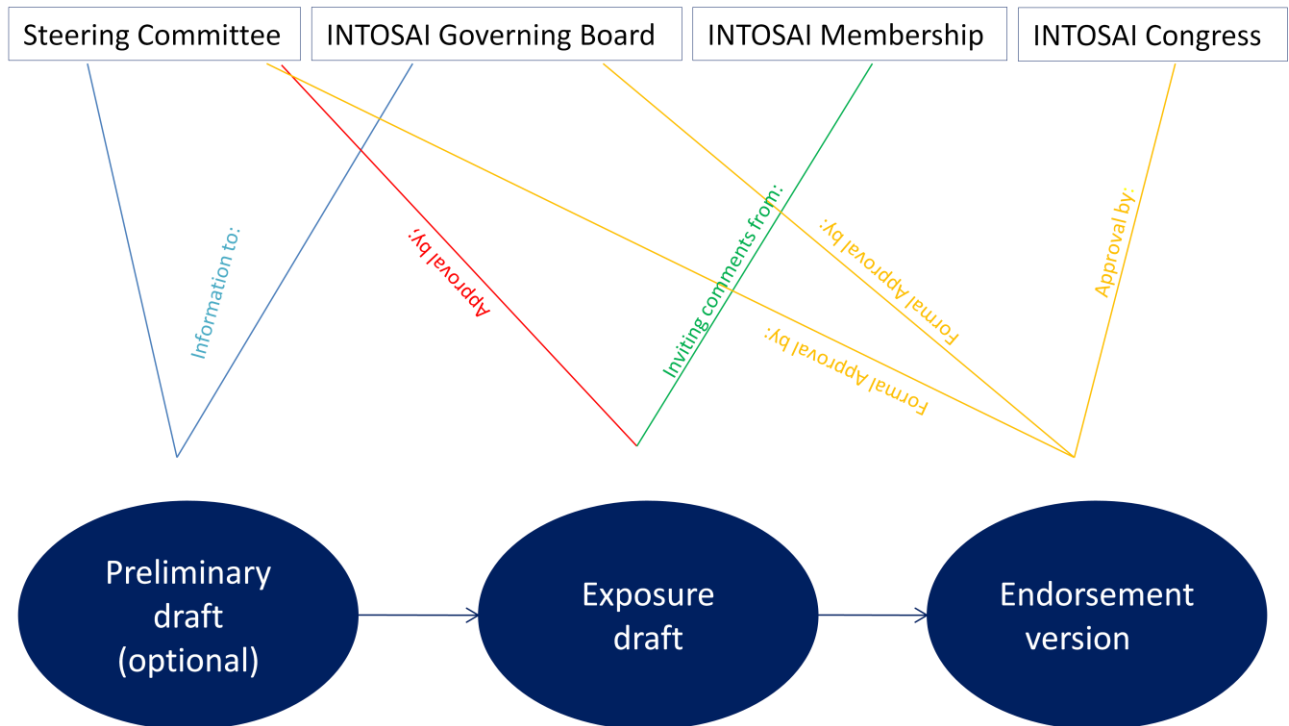 Steering Committee
INTOSAI Governing Board
INTOSAI Membership
INTOSAI Congress
Information to:
Approval by:
Inviting comments from:
Formal Approval by:
Formal Approval by:
Approval by:
Preliminary
draft
(optional)
Exposure
draft
Endorsement
version